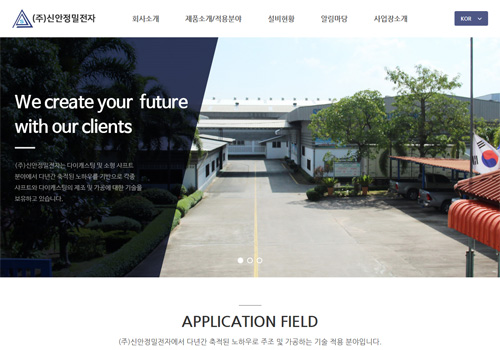 (주)신안정밀전자
회사소개 제품소개/적용분야 설비현황 알림마당 사업장소개 KOR
We create your future
with our clients
(주)신안정밀전자는 다이캐스팅 및 소형 샤프트
분야에서 다년간 축적된 노하우를 기반으로 각종
샤프트와 다이캐스팅의 제조 및 가공에 대한 기술을
보유하고 있습니다.
APPLICATION FIELD
(주)신안정밀전자에서 다년간 축적된 노하우로 주조 및 가공하는 기술 적용 분야입니다.